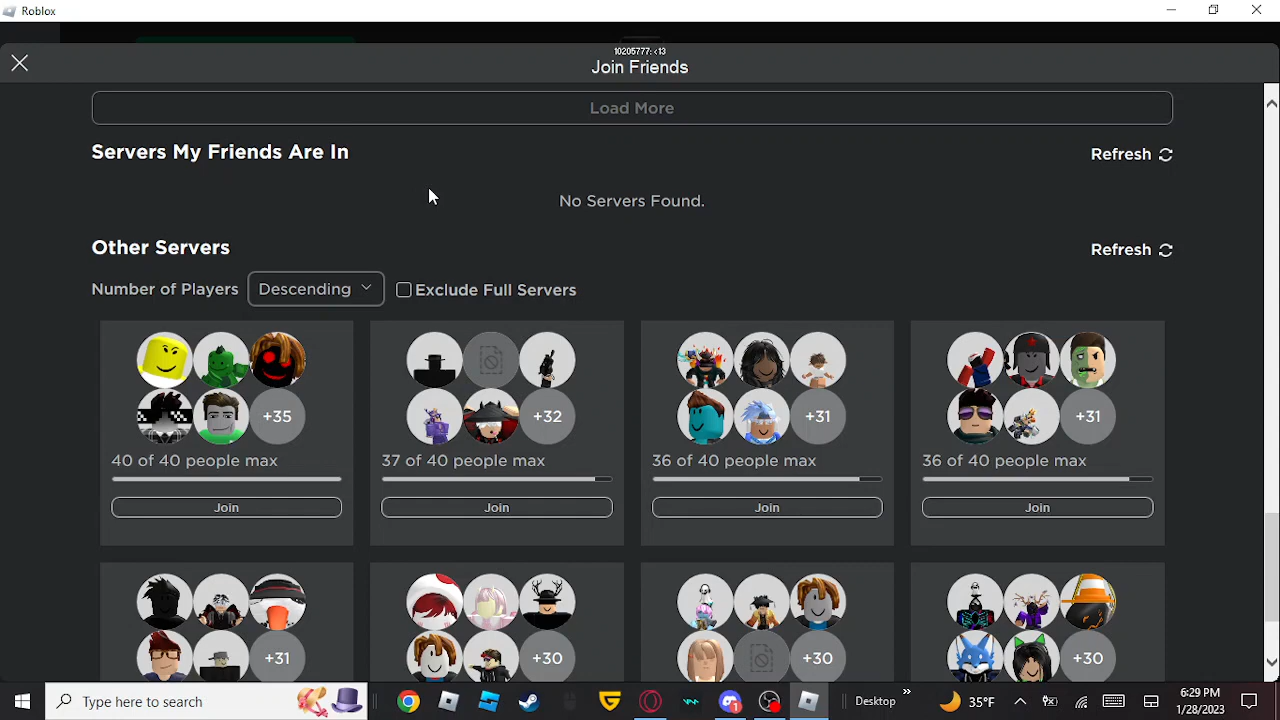 Roblox
10205777: <13
Join Friends
Load More
Servers My Friends Are In
Refresh
No Servers Found.
Other Servers
Refresh
Number of Players
Descending
Exclude Full Servers
+35
+32
+31
+31
40 of 40 people max
37 of 40 people max
36 of 40 people max
36 of 40 people max
Join
Join
Join
Join
+31
+30
+30
+30
Type here to search
1
Desktop
35°F
6:29 PM
1/28/2023